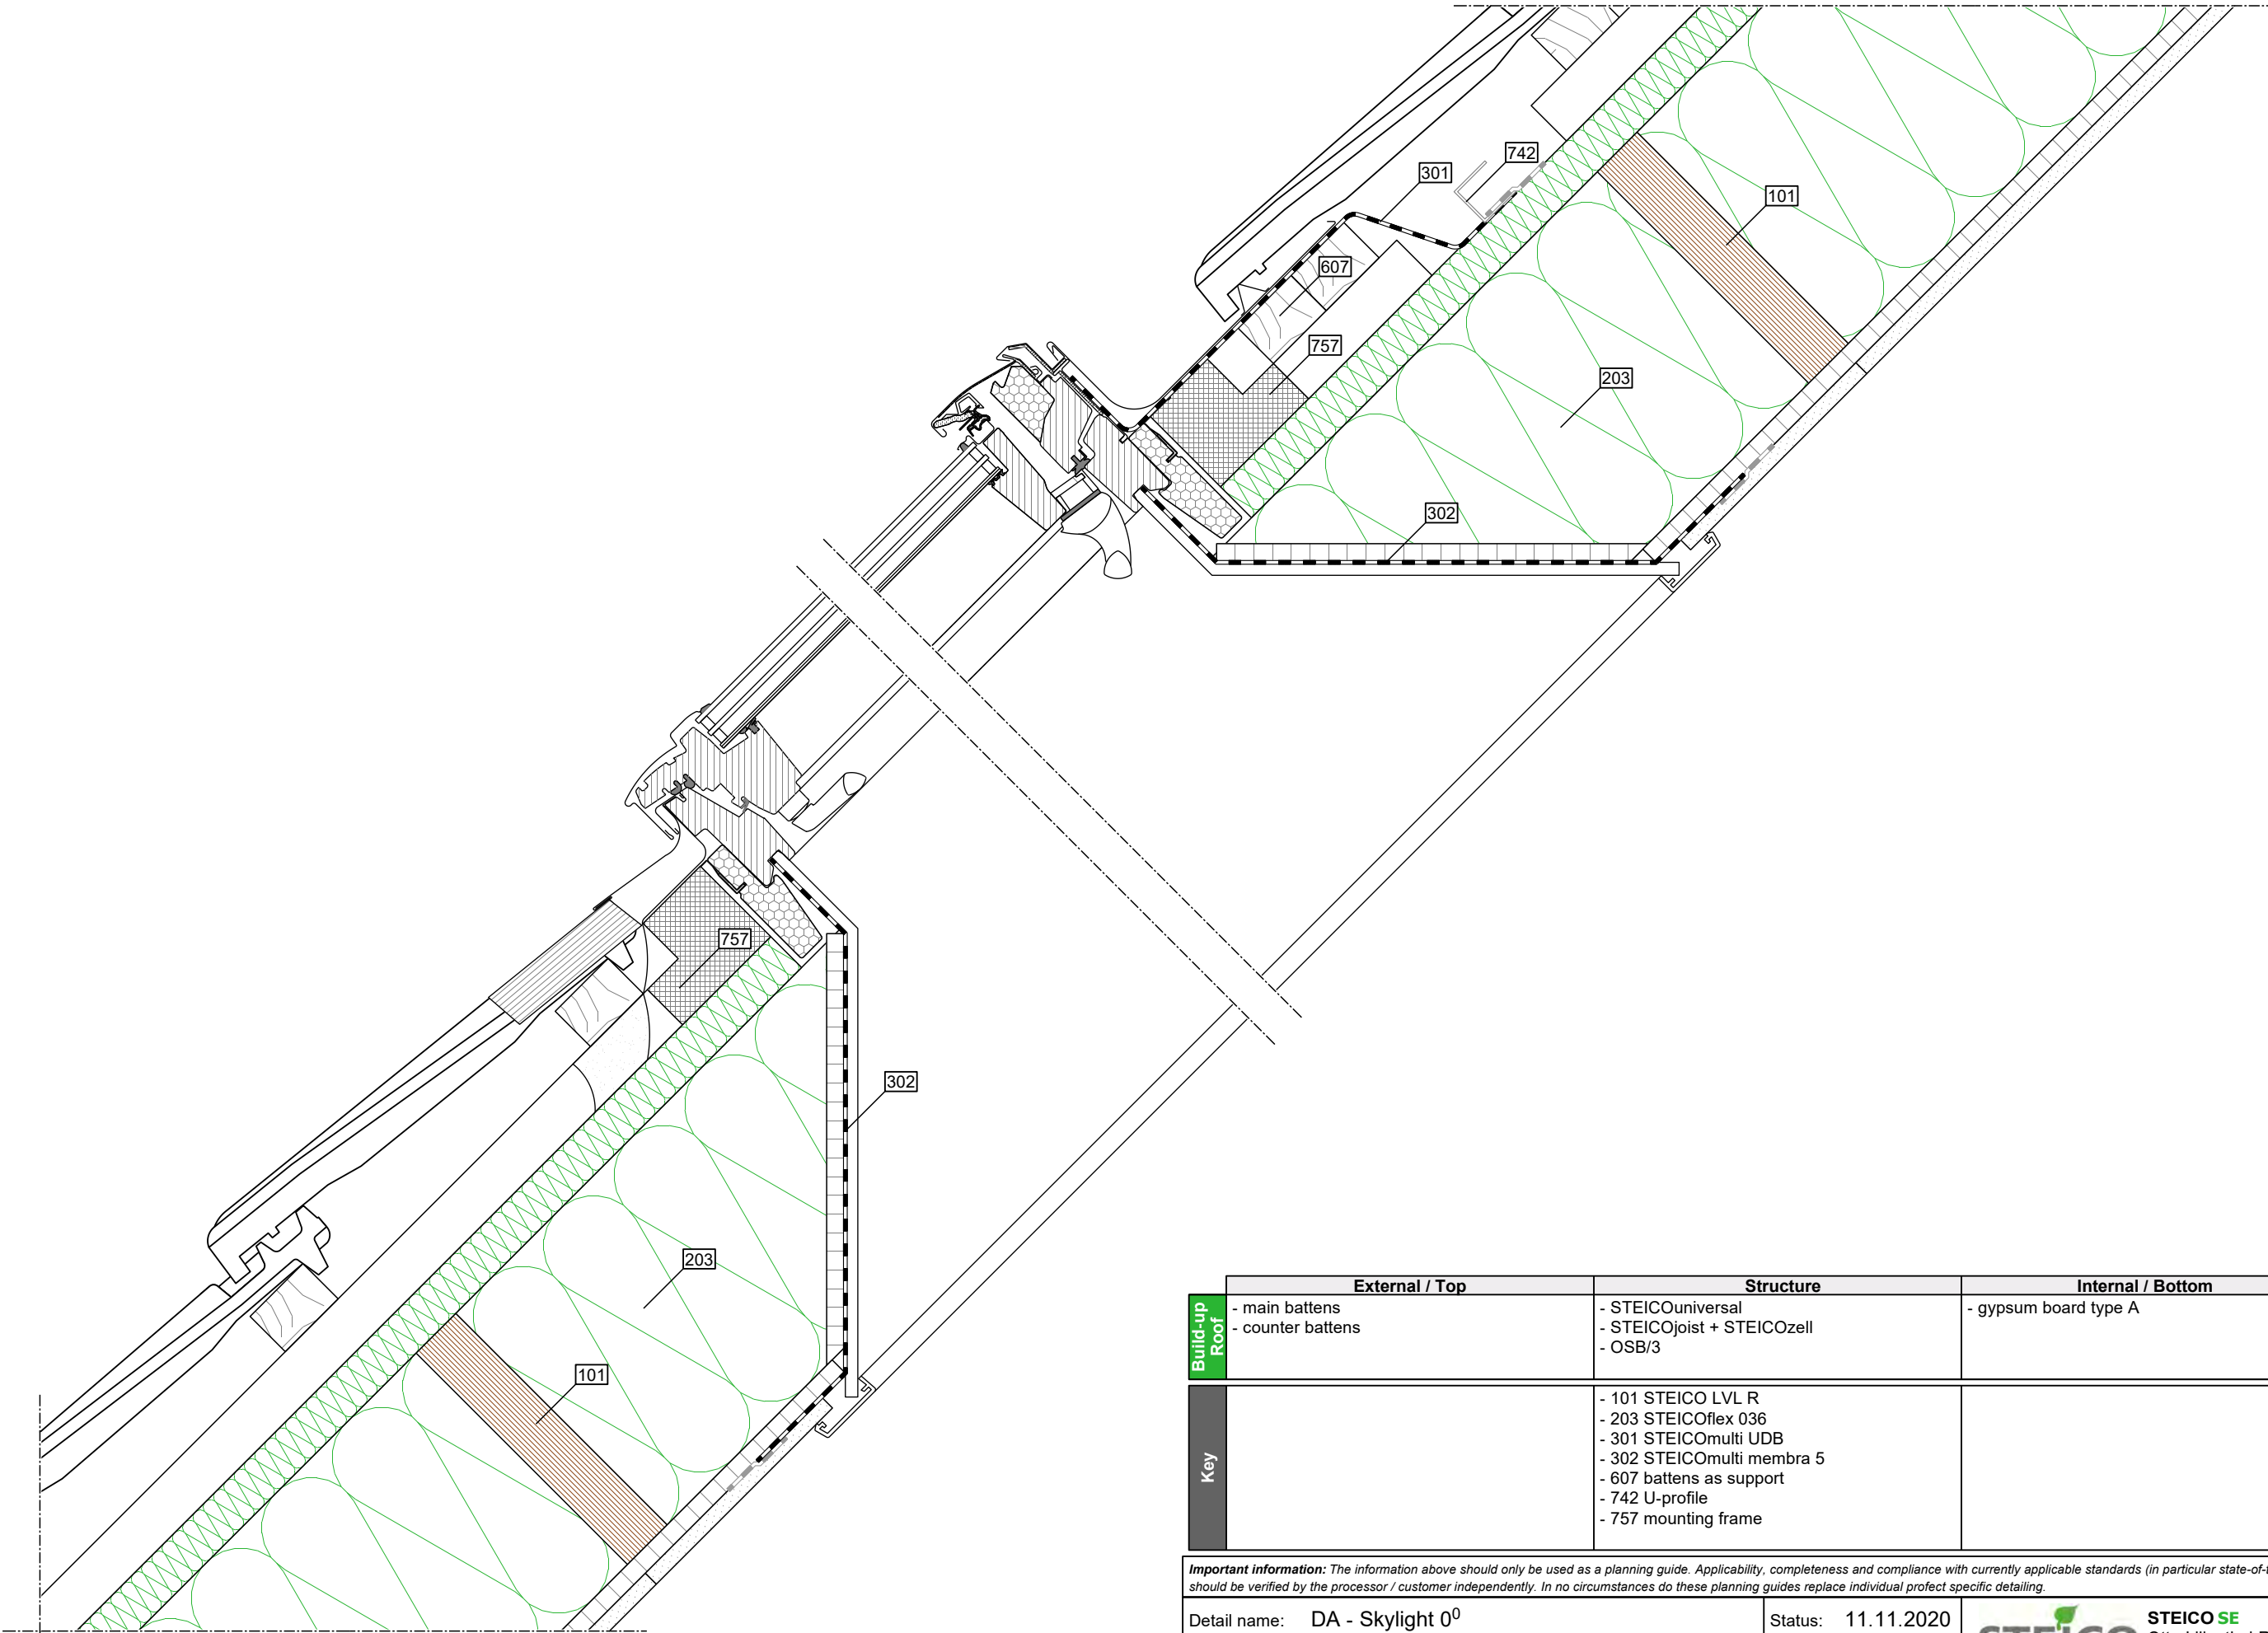 742
301
101
607
757
203
302
757
302
203
101
External / Top
Structure
Internal / Bottom
Build-up
Roof
- main battens
- counter battens
- STEICOuniversal
- STEICOjoist + STEICOzell
- OSB/3
- gypsum board type A
Key
- 101 STEICO LVL R
- 203 STEICOflex 036
- 301 STEICOmulti UDB
- 302 STEICOmulti membra 5
- 607 battens as support
- 742 U-profile
- 757 mounting frame
Important information: The information above should only be used as a planning guide. Applicability, completeness and compliance with currently applicable standards (in particular state-of-
should be verified by the processor / customer independently. In no circumstances do these planning guides replace individual profect specific detailing.
Detail name: DA - Skylight 0⁰
Status: 11.11.2020
STEICO
STEICO SE